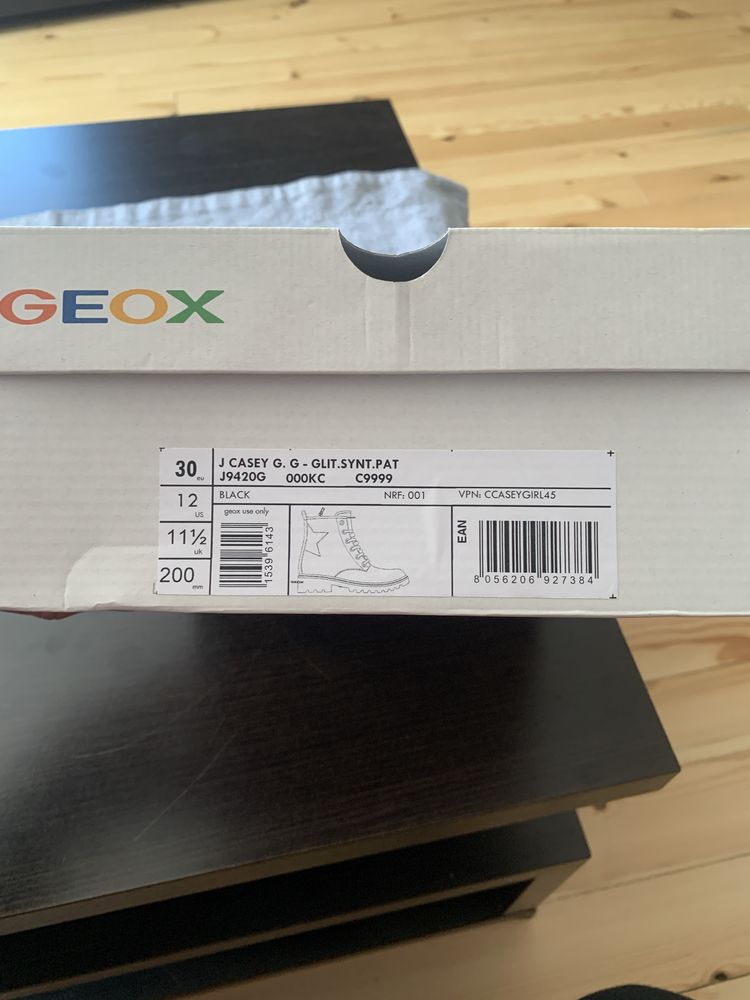 GEOX
30 eu
12 US
11½ uk
200 mm
J CASEY G. G - GLIT.SYNT.PAT
J9420G 000KC C9999
BLACK NRF: 001 VPN: CCASEYGIRL45
geox use only
1539 6143
EAN
8 056206 927384